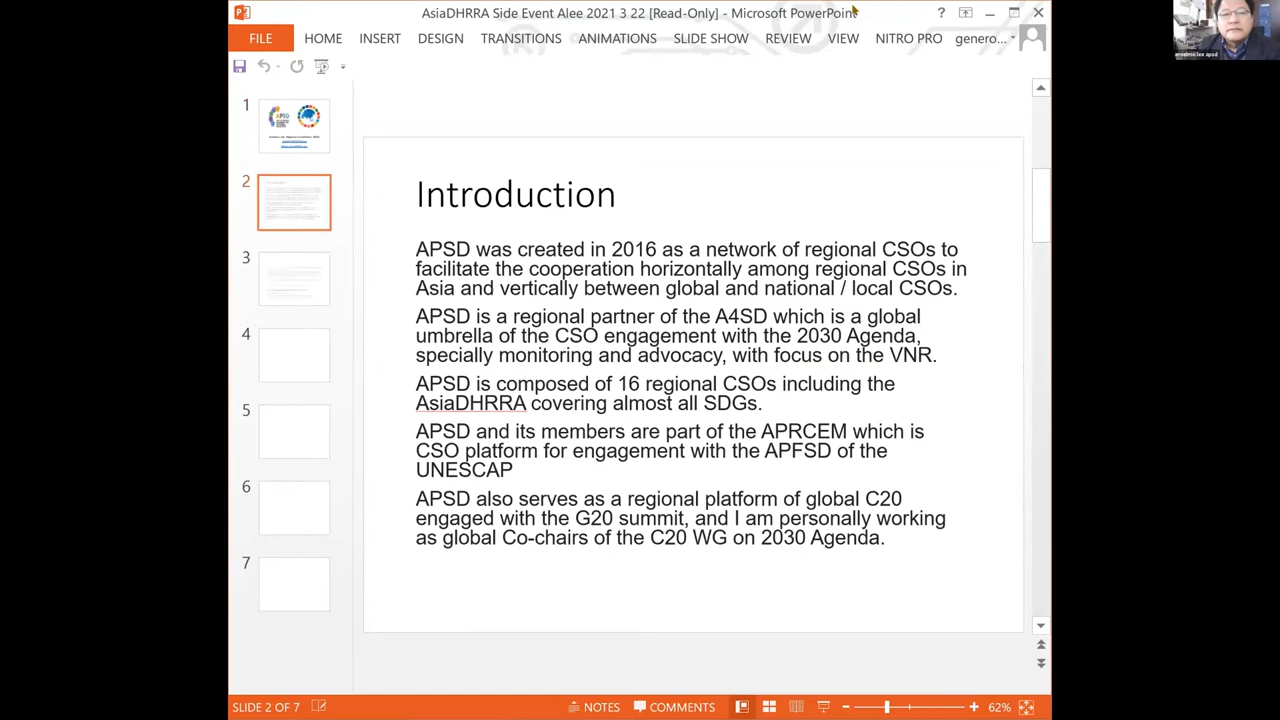 AsiaDHRRA Side Event Alee 2021 3 22 [Read-Only] - Microsoft PowerPoint
FILE HOME INSERT DESIGN TRANSITIONS ANIMATIONS SLIDE SHOW REVIEW VIEW NITRO PRO genero...
anselmo lee apsd
1
APSD
2
3
4
5
6
7
Introduction
APSD was created in 2016 as a network of regional CSOs to
facilitate the cooperation horizontally among regional CSOs in
Asia and vertically between global and national / local CSOs.
APSD is a regional partner of the A4SD which is a global
umbrella of the CSO engagement with the 2030 Agenda,
specially monitoring and advocacy, with focus on the VNR.
APSD is composed of 16 regional CSOs including the
AsiaDHRRA covering almost all SDGs.
APSD and its members are part of the APRCEM which is
CSO platform for engagement with the APFSD of the
UNESCAP
APSD also serves as a regional platform of global C20
engaged with the G20 summit, and I am personally working
as global Co-chairs of the C20 WG on 2030 Agenda.
SLIDE 2 OF 7 NOTES COMMENTS 62%